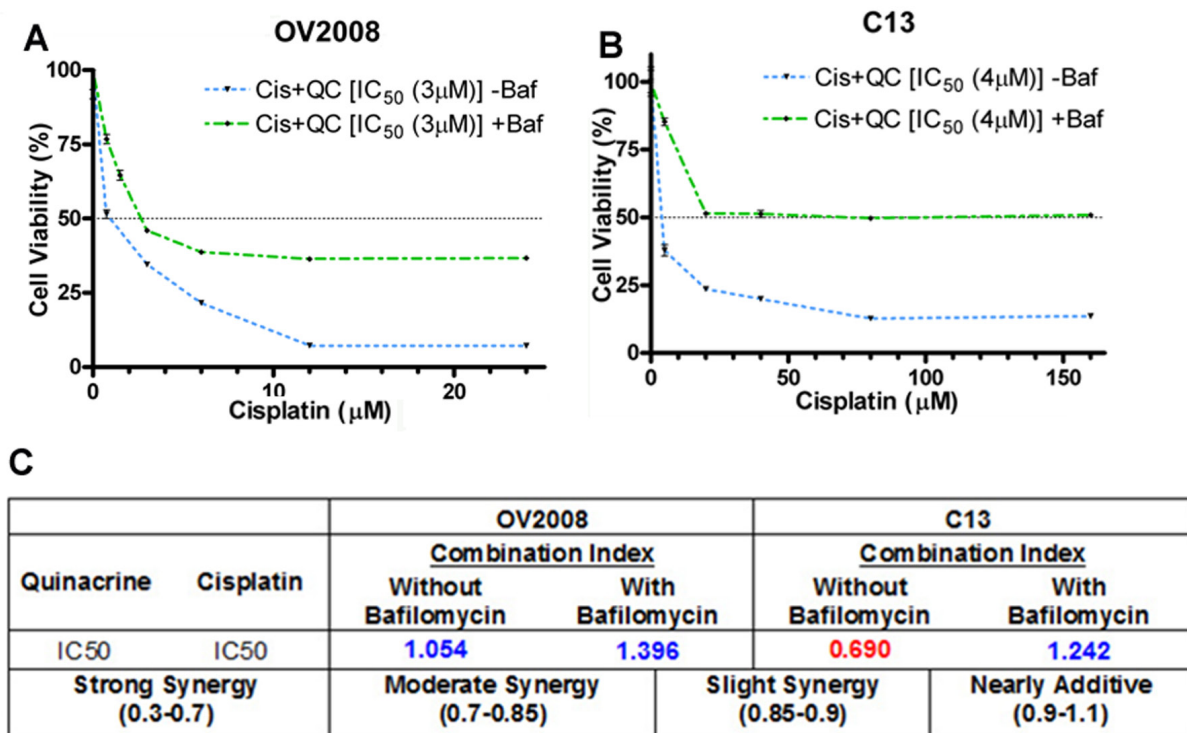 A
OV2008
Cis+QC [IC50 (3μM)] -Baf
Cis+QC [IC50 (3μM)] +Baf
Cell Viability (%)
100
75
50
25
0
0
10
20
Cisplatin (μM)
B
C13
Cis+QC [IC50 (4μM)] -Baf
Cis+QC [IC50 (4μM)] +Baf
Cell Viability (%)
100
75
50
25
0
0
50
100
150
Cisplatin (μM)
C
OV2008
C13
Quinacrine Cisplatin
Combination Index
Without Bafilomycin
With Bafilomycin
Combination Index
Without Bafilomycin
With Bafilomycin
IC50 IC50 1.054 1.396 0.690 1.242
Strong Synergy (0.3-0.7)
Moderate Synergy (0.7-0.85)
Slight Synergy (0.85-0.9)
Nearly Additive (0.9-1.1)